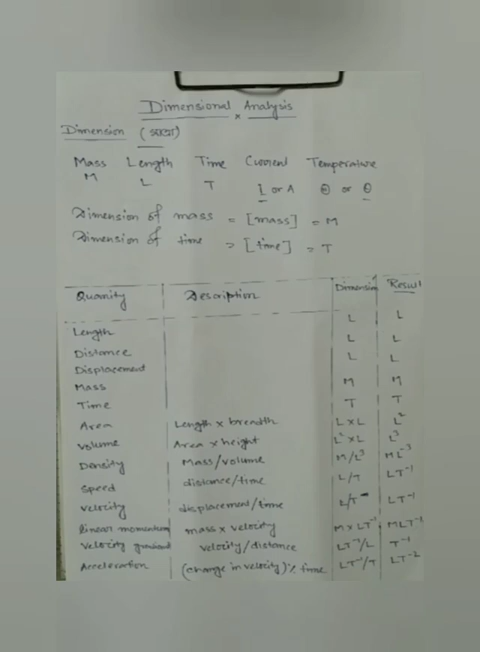 Dimensional Analysis
Dimension (মাত্রা)
Mass Length Time Current Temperature
M L T I or A Θ or θ
Dimension of mass = [mass] = M
Dimension of time = [time] = T
Quanity Description Dimension Result
Length L L
Distance L L
Displacement L L
Mass M M
Time T T
Area Length x breadth L x L L²
Volume Area x height L² x L L³
Density Mass/volume M/L³ ML⁻³
Speed distance/time L/T LT⁻¹
Velocity displacement/time L/T LT⁻¹
linear momentum mass x velocity M x LT⁻¹ MLT⁻¹
Velocity gradient velocity/distance LT⁻¹/L T⁻¹
Acceleration (change in velocity)/ time LT⁻¹/T LT⁻²